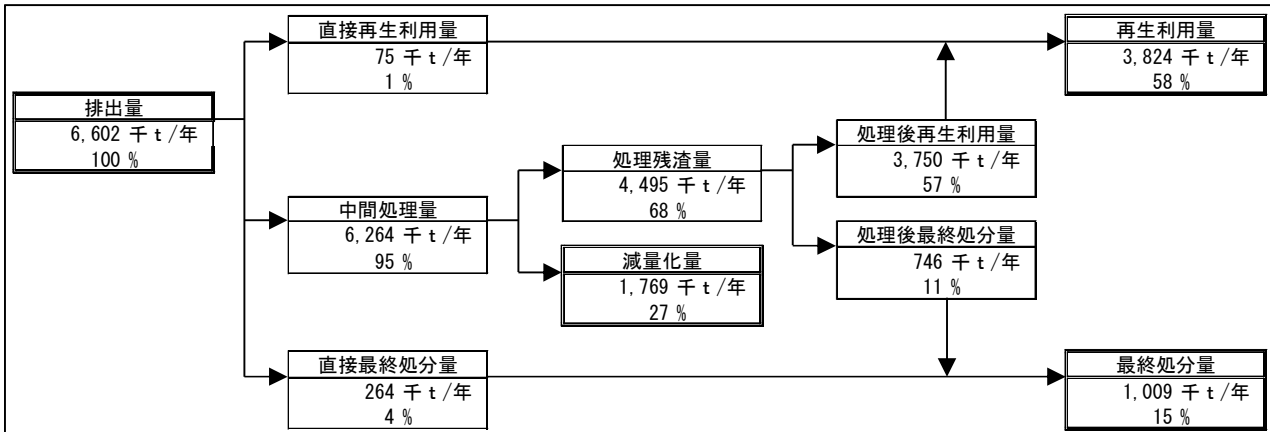 直接再生利用量
75 千ｔ/年
1 %
再生利用量
3,824 千ｔ/年
58 %
排出量
6,602 千ｔ/年
100 %
処理残渣量
4,495 千ｔ/年
68 %
処理後再生利用量
3,750 千ｔ/年
57 %
中間処理量
6,264 千ｔ/年
95 %
減量化量
1,769 千ｔ/年
27 %
処理後最終処分量
746 千ｔ/年
11 %
直接最終処分量
264 千ｔ/年
4 %
最終処分量
1,009 千ｔ/年
15 %